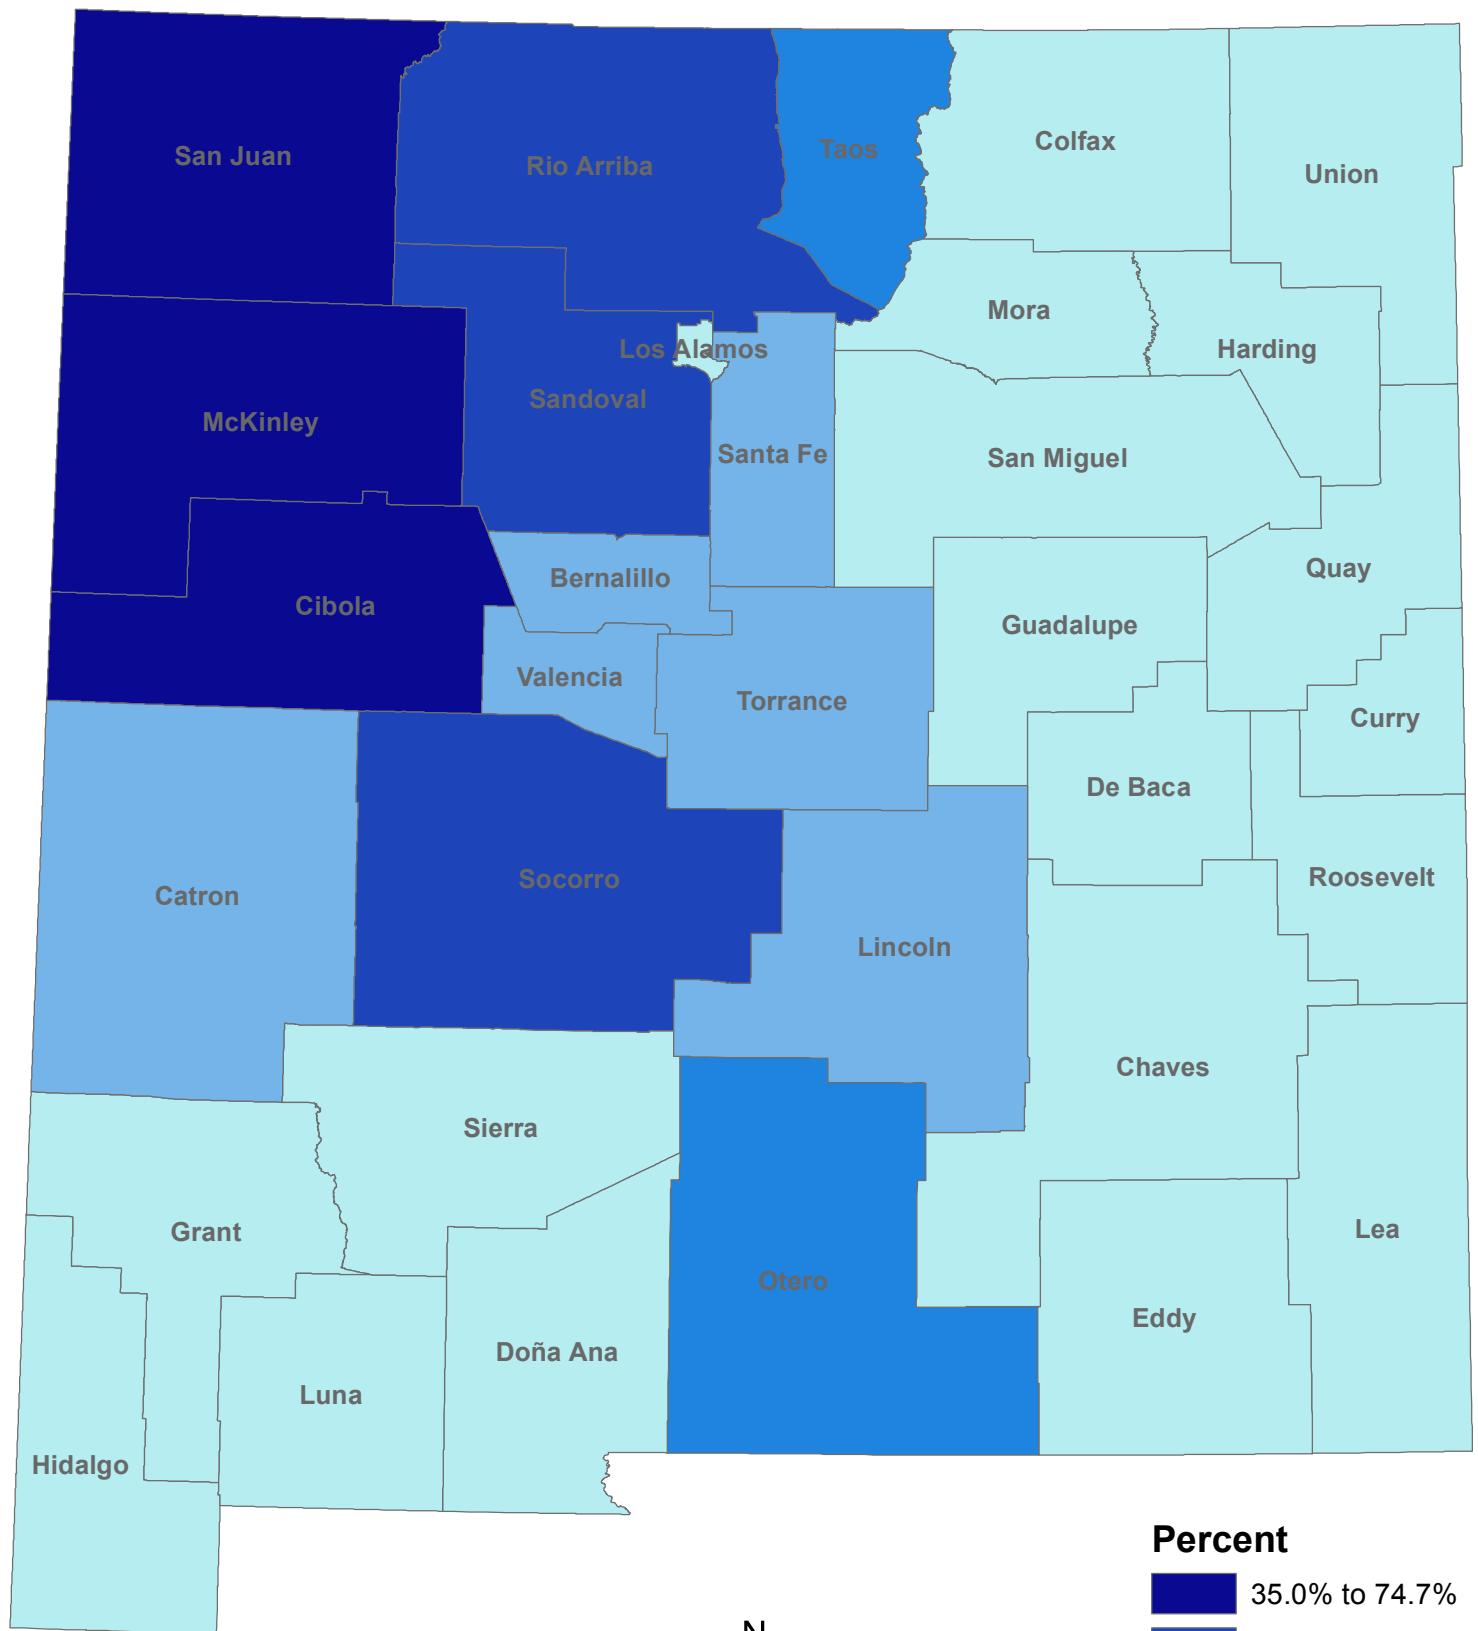 San Juan
Rio Arriba
Taos
Colfax
Union
Mora
Harding
Los Alamos
McKinley
Sandoval
Santa Fe
San Miguel
Bernalillo
Quay
Cibola
Guadalupe
Valencia
Torrance
Curry
De Baca
Catron
Socorro
Roosevelt
Lincoln
Chaves
Sierra
Grant
Lea
Otero
Eddy
Doña Ana
Luna
Hidalgo
Percent
35.0% to 74.7%
N